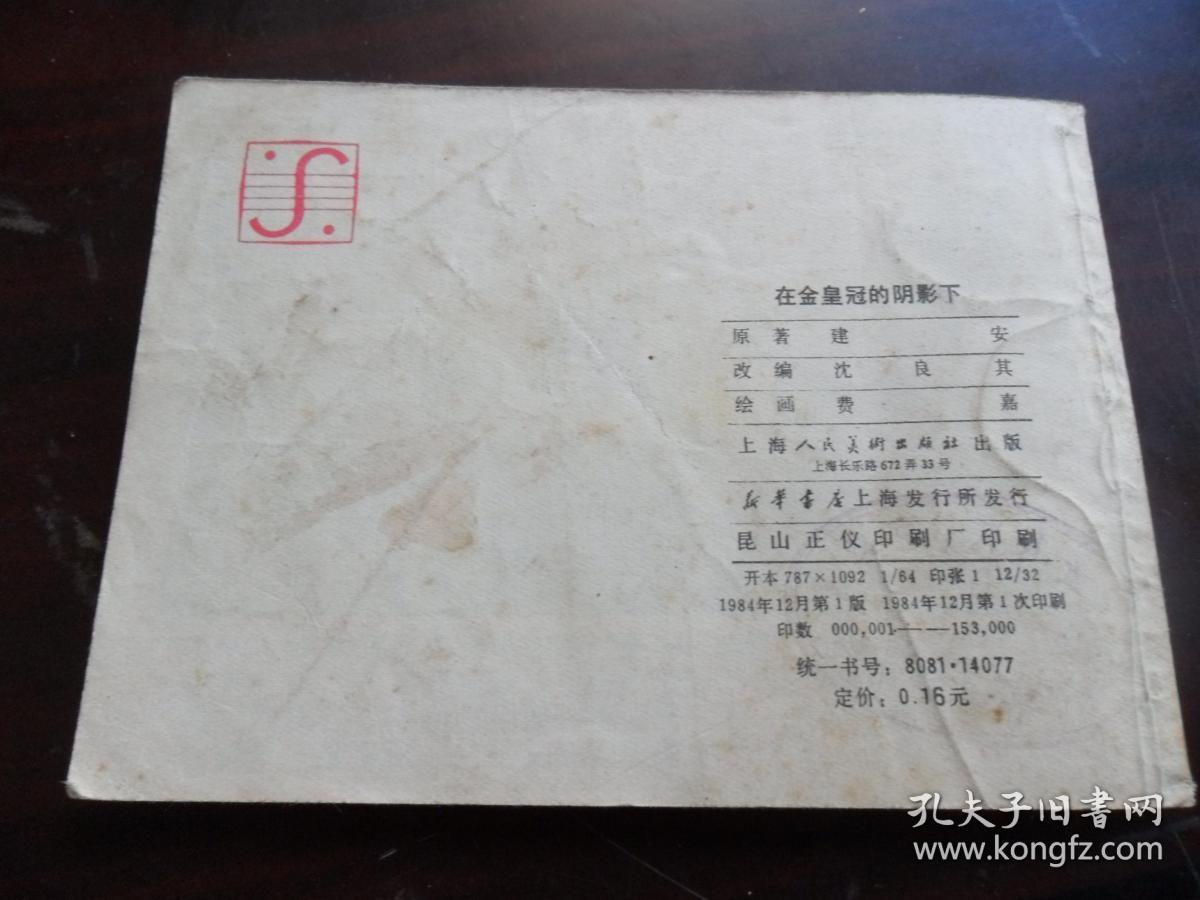 在金皇冠的阴影下
原著 建安
改编 沈良其
绘画 费嘉
上海人民美術出版社出版
上海长乐路672弄33号
新華書店上海发行所发行
昆山正仪印刷厂印刷
开本 787×1092 1/64 印张1 12/32
1984年12月第1版 1984年12月第1次印刷
印数 000,001——153,000
统一书号：8081·14077
定价：0.16元
孔夫子旧书网
www.kongfz.com